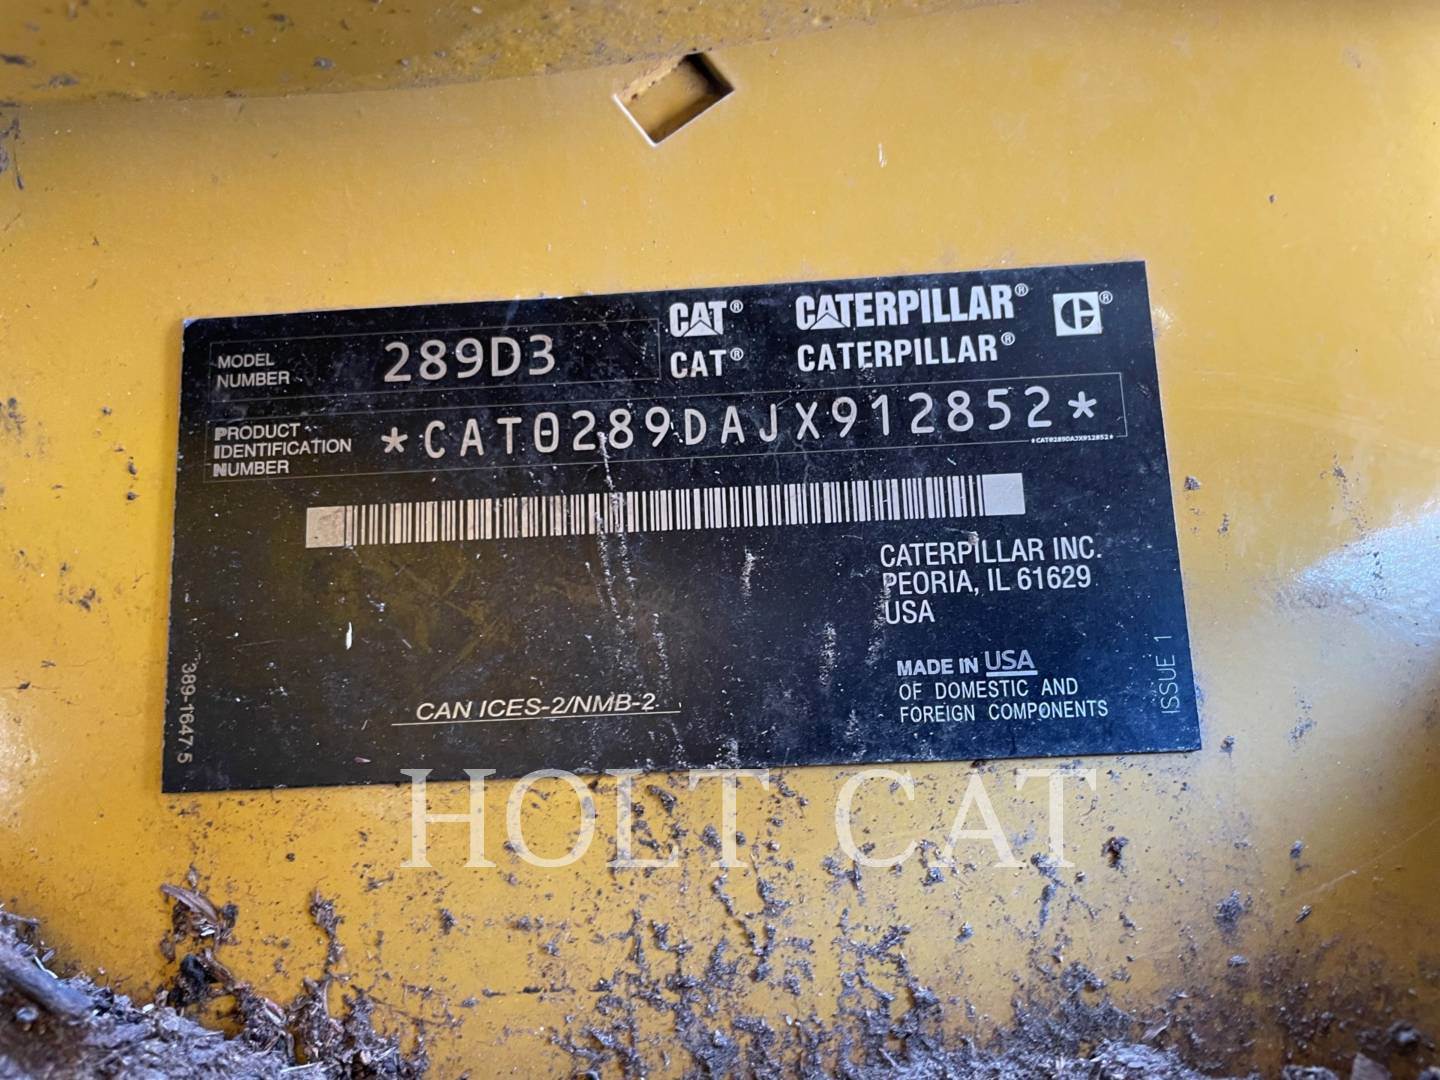 CAT® CATERPILLAR®
CAT® CATERPILLAR®
MODEL NUMBER 289D3
PRODUCT IDENTIFICATION NUMBER *CAT0289DAJX912852*
*CAT0289DAJX912852*
CATERPILLAR INC.
PEORIA, IL 61629
USA
MADE IN USA
OF DOMESTIC AND
FOREIGN COMPONENTS
CAN ICES-2/NMB-2
389-1647 5
ISSUE 1
HOLT CAT